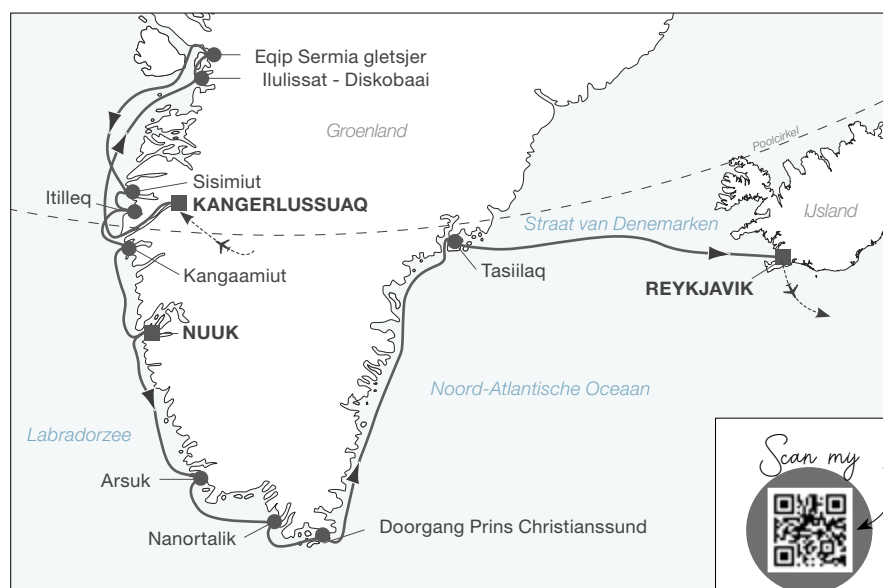 Eqip Sermia gletsjer
Ilulissat - Diskobaai
Groenland
Poolcirkel
Sisimiut
Itilleq
KANGERLUSSUAQ
IJsland
Straat van Denemarken
Kangaamiut
Tasiilaq
REYKJAVIK
NUUK
Noord-Atlantische Oceaan
Labradorzee
Scan my
Arsuk
Nanortalik
Doorgang Prins Christianssund